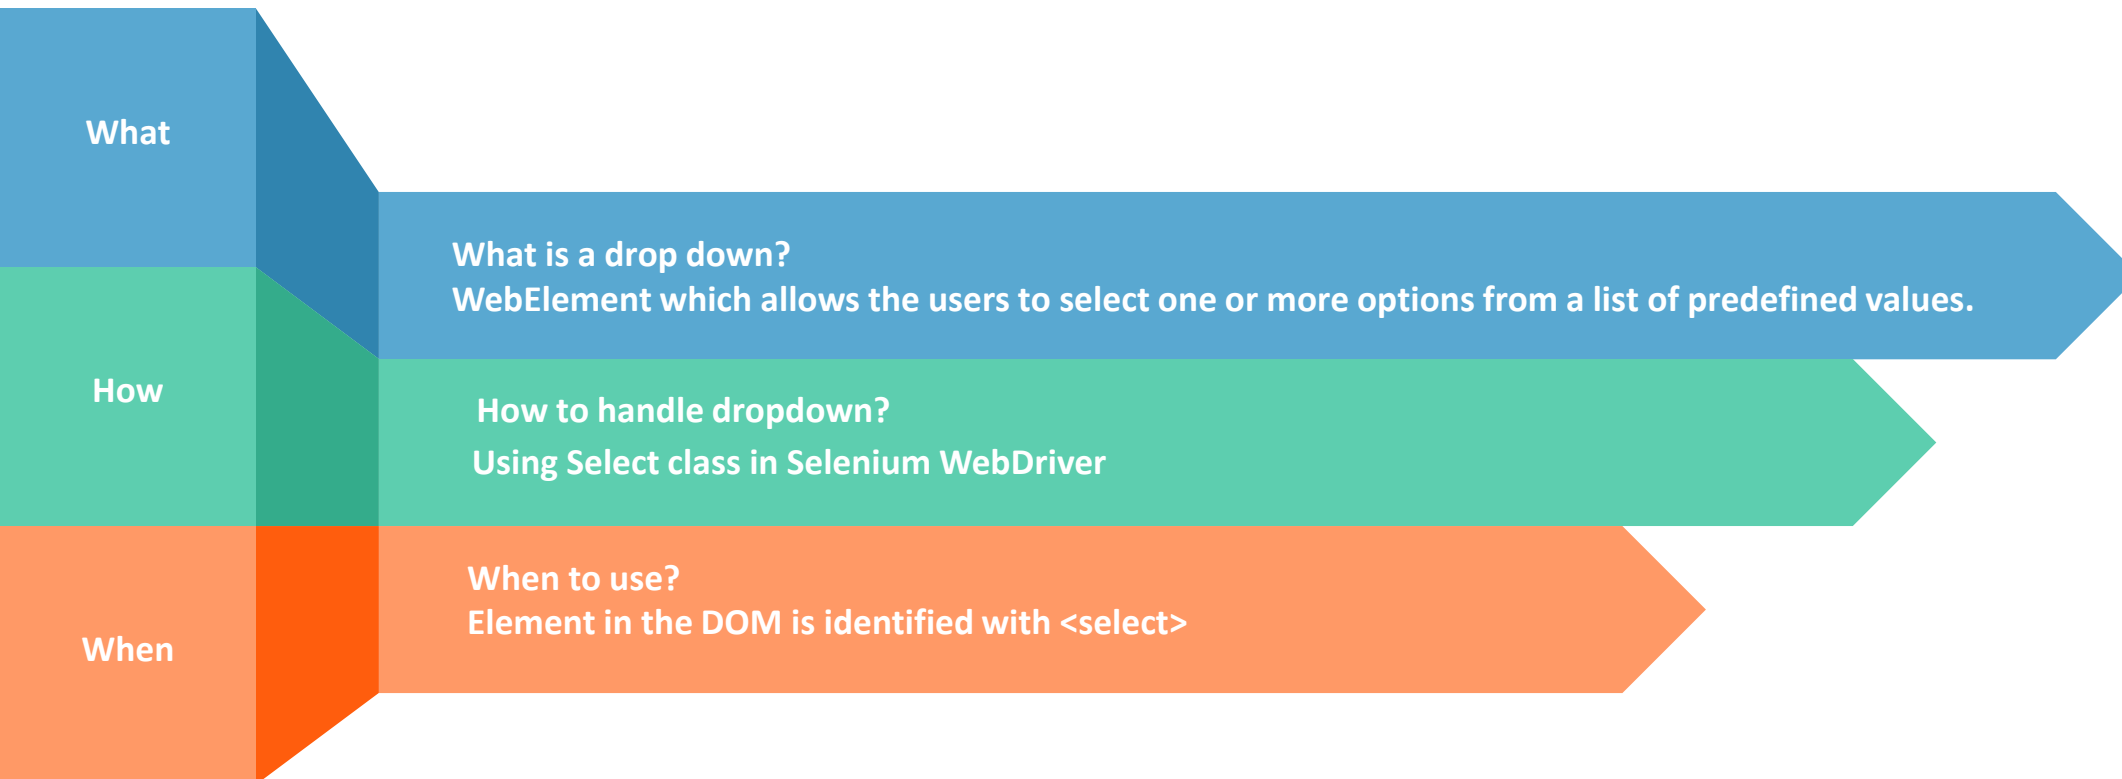 What
What is a drop down?
WebElement which allows the users to select one or more options from a list of predefined values.
How
How to handle dropdown?
Using Select class in Selenium WebDriver
When
When to use?
Element in the DOM is identified with <select>